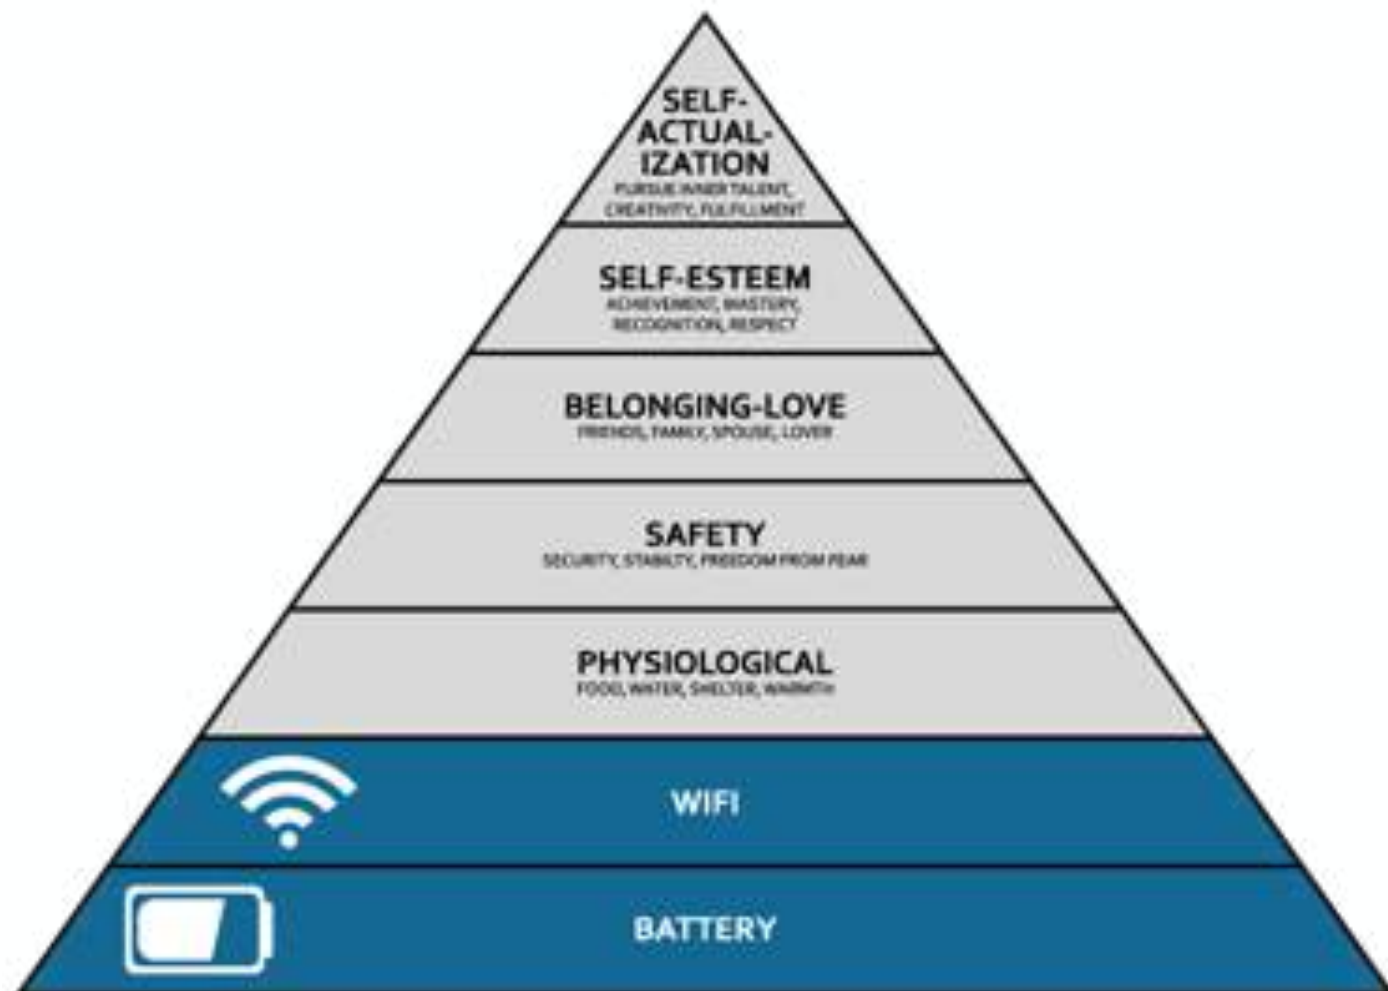 SELF-
ACTUAL-
IZATION
PURSUE INNER TALENT,
CREATIVITY, FULFILLMENT
SELF-ESTEEM
ACHIEVEMENT, MASTERY,
RECOGNITION, RESPECT
BELONGING-LOVE
FRIENDS, FAMILY, SPOUSE, LOVER
SAFETY
SECURITY, STABILTY, FREEDOM FROM FEAR
PHYSIOLOGICAL
FOOD, WATER, SHELTER, WARMTH
WIFI
BATTERY